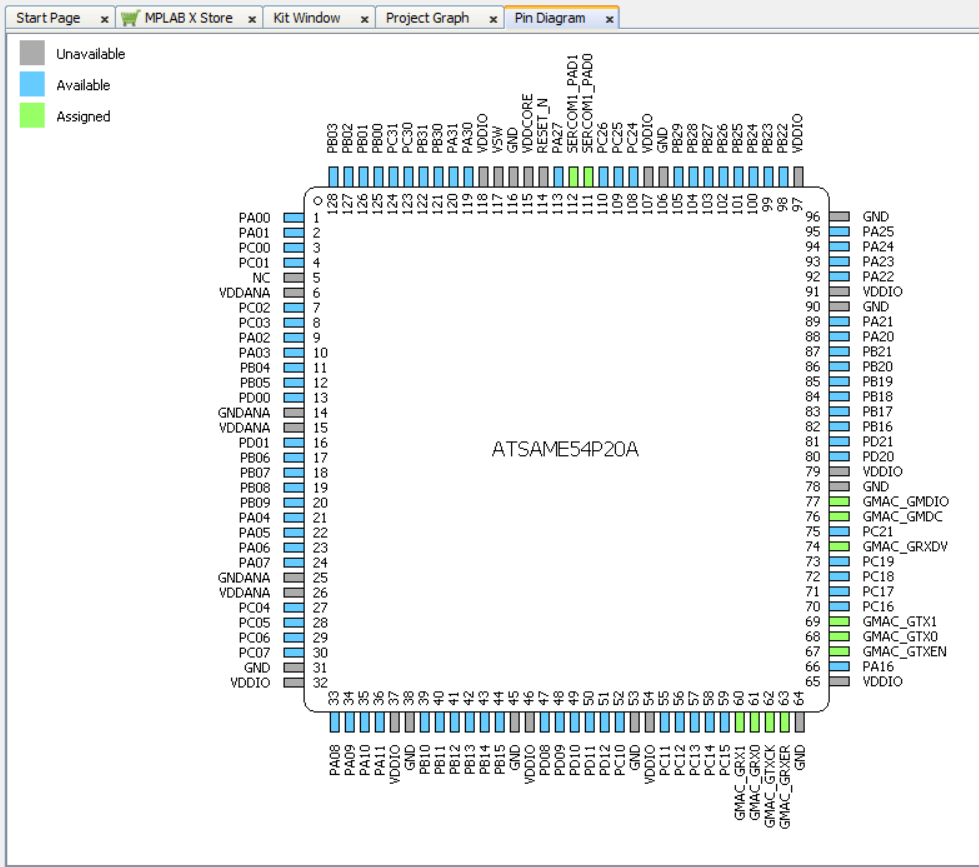 Start Page x MPLAB X Store x Kit Window x Project Graph x Pin Diagram x
Unavailable
Available
Assigned
PB03 PB02 PB01 PB00 PC31 PC30 PB31 PB30 PA31 PA30 VDDIO VSW GND VDDCORE RESET_N PA27 SERCOM1_PAD1 SERCOM1_PAD0 PC26 PC25 PC24 VDDIO GND PB29 PB28 PB27 PB26 PB25 PB24 PB23 PB22 VDDIO
128 127 126 125 124 123 122 121 120 119 118 117 116 115 114 113 112 111 110 109 108 107 106 105 104 103 102 101 100 99 98 97
PA00 1 96 GND
PA01 2 95 PA25
PC00 3 94 PA24
PC01 4 93 PA23
NC 5 92 PA22
VDDANA 6 91 VDDIO
PC02 7 90 GND
PC03 8 89 PA21
PA02 9 88 PA20
PA03 10 87 PB21
PB04 11 86 PB20
PB05 12 85 PB19
PD00 13 84 PB18
GNDANA 14 83 PB17
VDDANA 15 82 PB16
PD01 16 81 PD21
ATSAME54P20A
PB06 17 80 PD20
PB07 18 79 VDDIO
PB08 19 78 GND
PB09 20 77 GMAC_GMDIO
PA04 21 76 GMAC_GMDC
PA05 22 75 PC21
PA06 23 74 GMAC_GRXDV
PA07 24 73 PC19
GNDANA 25 72 PC18
VDDANA 26 71 PC17
PC04 27 70 PC16
PC05 28 69 GMAC_GTX1
PC06 29 68 GMAC_GTX0
PC07 30 67 GMAC_GTXEN
GND 31 66 PA16
VDDIO 32 65 VDDIO
33 34 35 36 37 38 39 40 41 42 43 44 45 46 47 48 49 50 51 52 53 54 55 56 57 58 59 60 61 62 63 64
PA08 PA09 PA10 PA11 VDDIO GND PB10 PB11 PB12 PB13 PB14 PB15 GND VDDIO PD08 PD09 PD10 PD11 PD12 PC10 GND VDDIO PC11 PC12 PC13 PC14 PC15 GMAC_GRX1 GMAC_GRX0 GMAC_GTXCK GMAC_GRXER GND